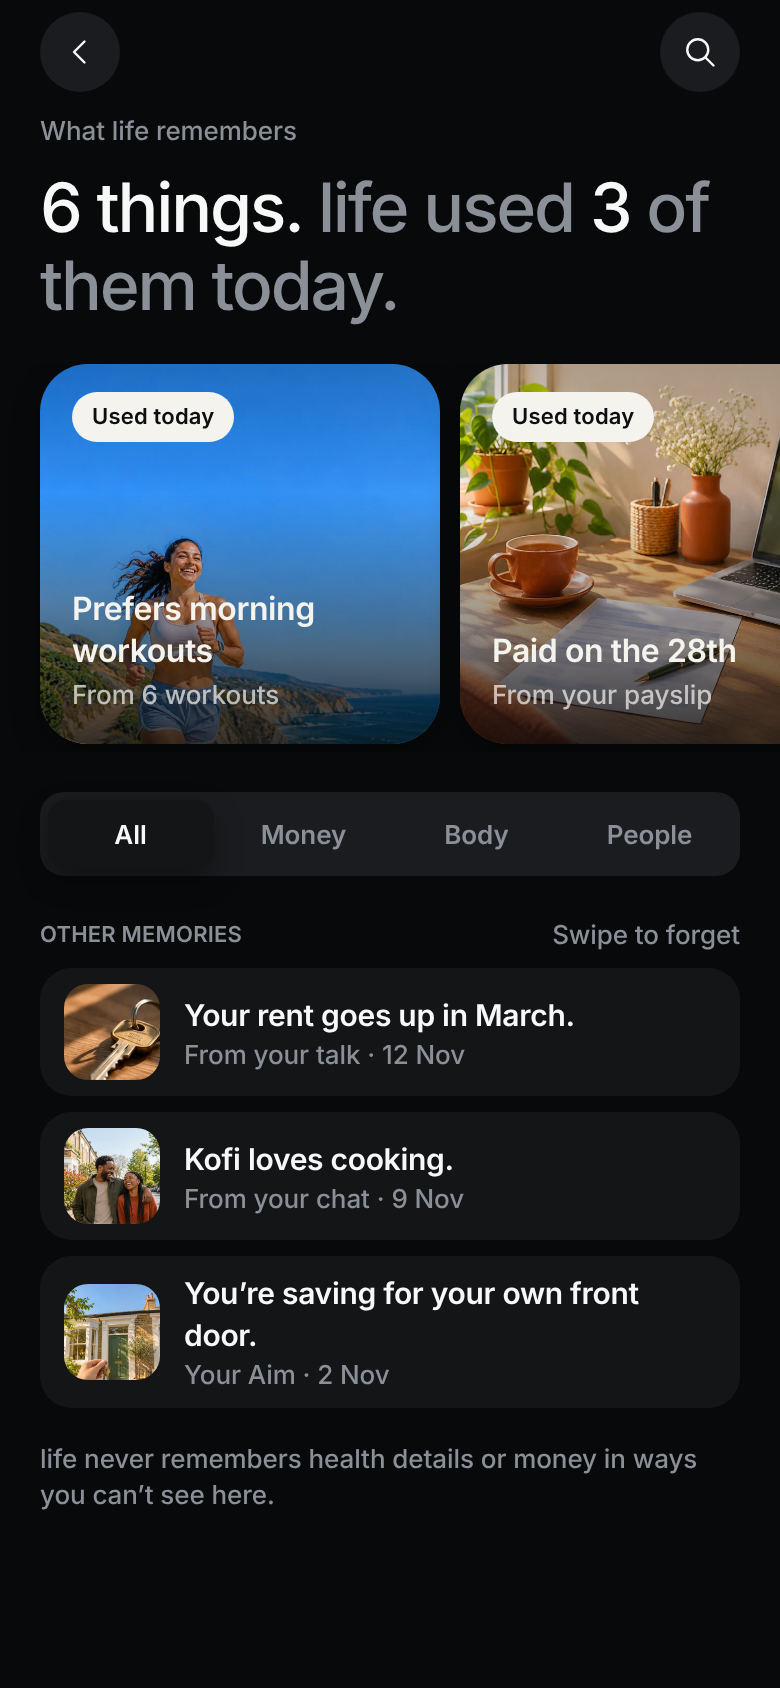 What life remembers
6 things. life used 3 of
them today.
Used today
Prefers morning
workouts
From 6 workouts
Used today
Paid on the 28th
From your payslip
All
Money
Body
People
OTHER MEMORIES
Swipe to forget
Your rent goes up in March.
From your talk · 12 Nov
Kofi loves cooking.
From your chat · 9 Nov
You’re saving for your own front
door.
Your Aim · 2 Nov
life never remembers health details or money in ways
you can’t see here.